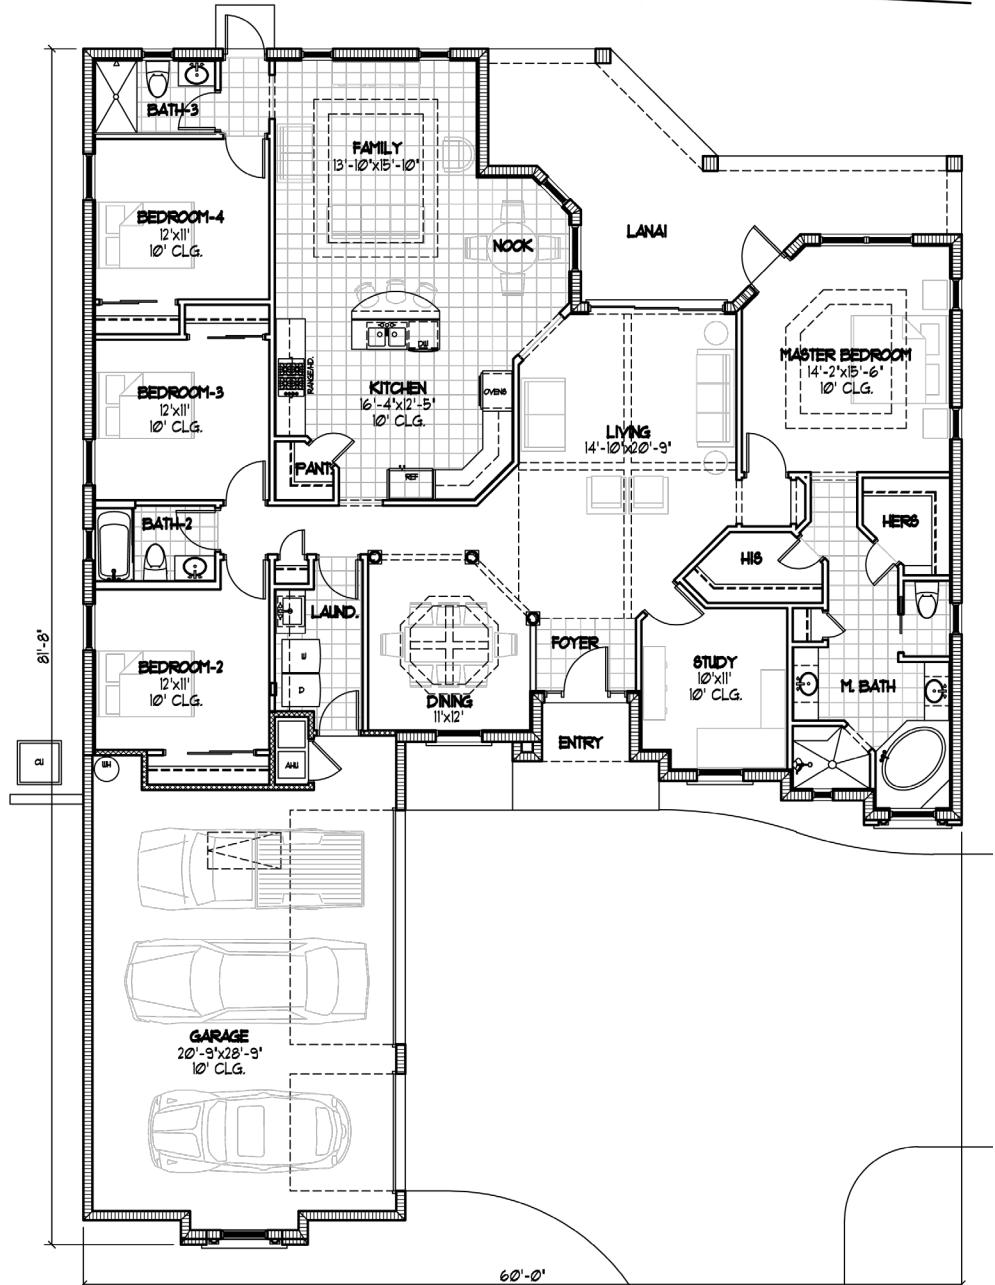 BATH-3
FAMILY
13'-10"x15'-10"
BEDROOM-4
12'x11'
10' CLG.
NOOK
LANAI
DW
RANGE/HD.
MASTER BEDROOM
14'-2"x15'-6"
10' CLG.
BEDROOM-3
12'x11'
10' CLG.
KITCHEN
16'-4"x12'-5"
10' CLG.
OVENS
LIVING
14'-10"x20'-9"
PANT.
REF
BATH-2
HERS
HIS
LAUND.
W
D
FOYER
BEDROOM-2
12'x11'
10' CLG.
STUDY
10'x11'
10' CLG.
M. BATH
DINING
11'x12'
ENTRY
CU
WH
AHU
81'-8"
GARAGE
20'-9"x28'-9"
10' CLG.
60'-0"